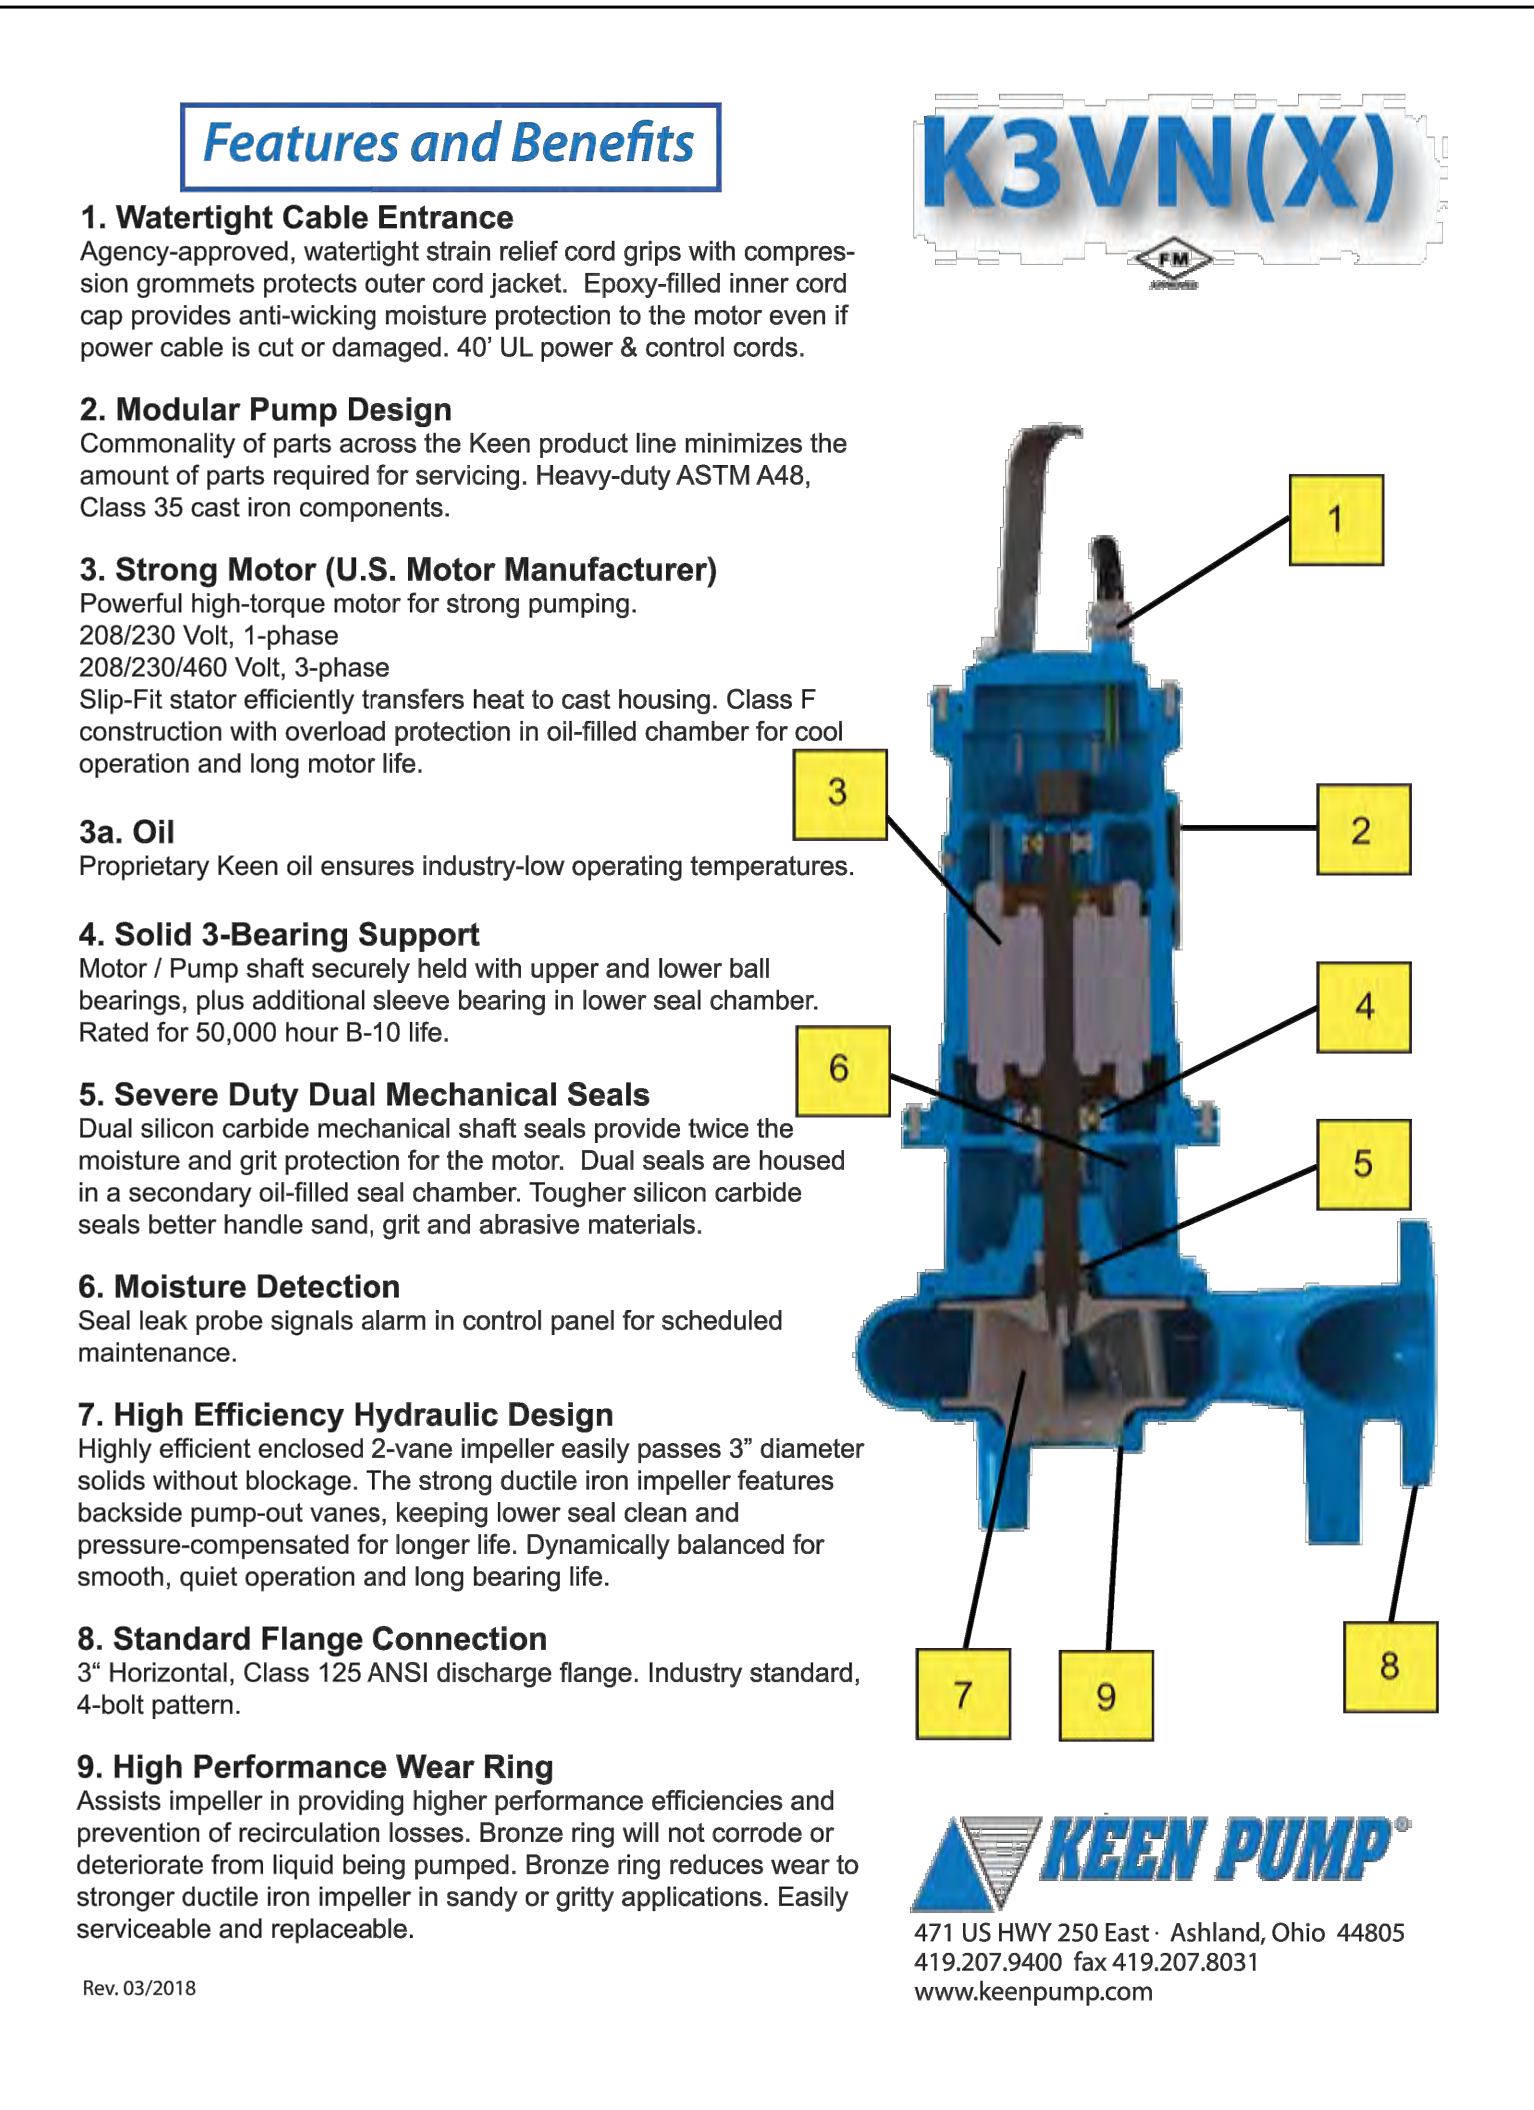 Features and Benefits
K3VN(X)
FM
APPROVED
1. Watertight Cable Entrance
Agency-approved, watertight strain relief cord grips with compres-
sion grommets protects outer cord jacket.  Epoxy-filled inner cord
cap provides anti-wicking moisture protection to the motor even if
power cable is cut or damaged. 40’ UL power & control cords.
2. Modular Pump Design
Commonality of parts across the Keen product line minimizes the
amount of parts required for servicing. Heavy-duty ASTM A48,
Class 35 cast iron components.
3. Strong Motor (U.S. Motor Manufacturer)
Powerful high-torque motor for strong pumping.
208/230 Volt, 1-phase
208/230/460 Volt, 3-phase
Slip-Fit stator efficiently transfers heat to cast housing. Class F
construction with overload protection in oil-filled chamber for cool
operation and long motor life.
3a. Oil
Proprietary Keen oil ensures industry-low operating temperatures.
4. Solid 3-Bearing Support
Motor / Pump shaft securely held with upper and lower ball
bearings, plus additional sleeve bearing in lower seal chamber.
Rated for 50,000 hour B-10 life.
5. Severe Duty Dual Mechanical Seals
Dual silicon carbide mechanical shaft seals provide twice the
moisture and grit protection for the motor.  Dual seals are housed
in a secondary oil-filled seal chamber. Tougher silicon carbide
seals better handle sand, grit and abrasive materials.
6. Moisture Detection
Seal leak probe signals alarm in control panel for scheduled
maintenance.
7. High Efficiency Hydraulic Design
Highly efficient enclosed 2-vane impeller easily passes 3” diameter
solids without blockage. The strong ductile iron impeller features
backside pump-out vanes, keeping lower seal clean and
pressure-compensated for longer life. Dynamically balanced for
smooth, quiet operation and long bearing life.
8. Standard Flange Connection
3“ Horizontal, Class 125 ANSI discharge flange. Industry standard,
4-bolt pattern.
9. High Performance Wear Ring
Assists impeller in providing higher performance efficiencies and
prevention of recirculation losses. Bronze ring will not corrode or
deteriorate from liquid being pumped. Bronze ring reduces wear to
stronger ductile iron impeller in sandy or gritty applications. Easily
serviceable and replaceable.
Rev. 03/2018
1
3
2
4
6
5
8
7
9
KEEN PUMP®
471 US HWY 250 East · Ashland, Ohio  44805
419.207.9400  fax 419.207.8031
www.keenpump.com